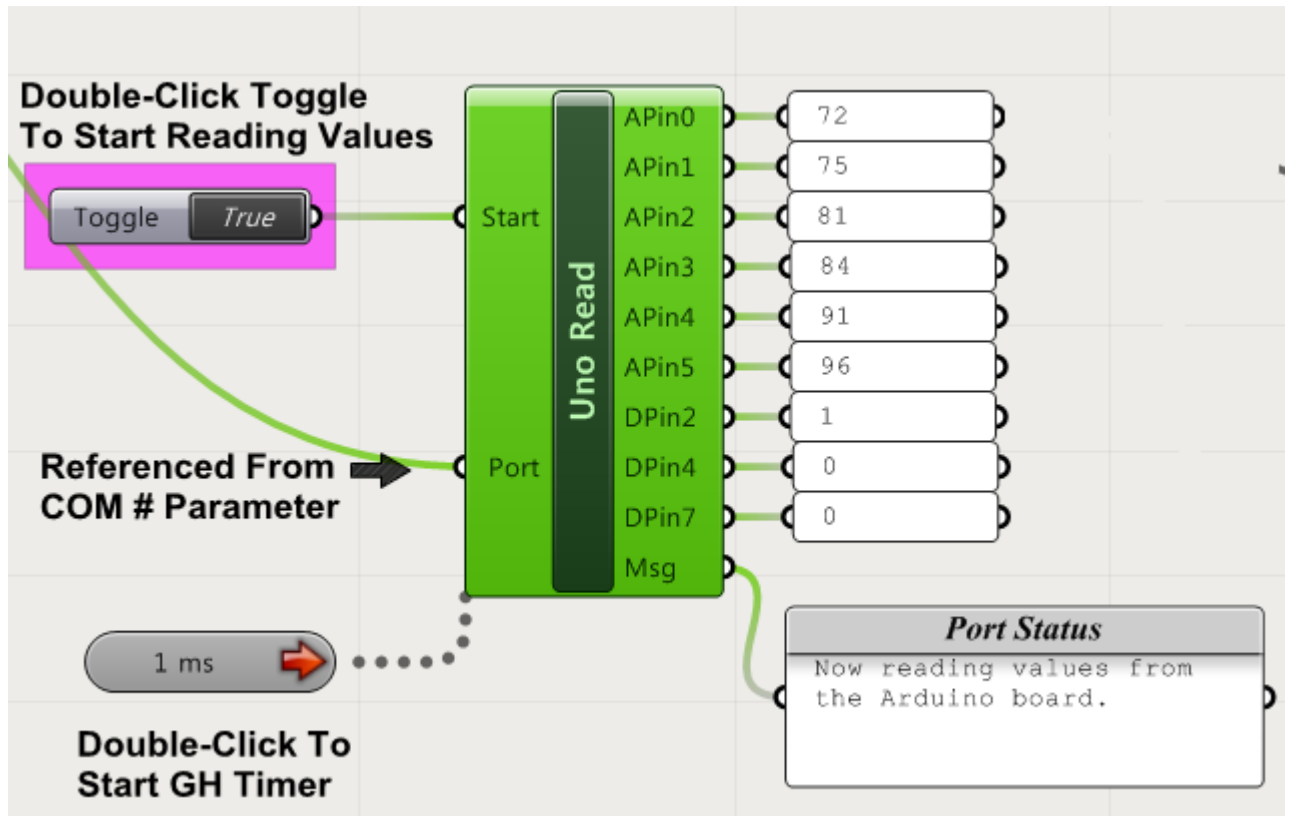 Double-Click Toggle
To Start Reading Values
Toggle True
Start
Port
Uno Read
APin0 72
APin1 75
APin2 81
APin3 84
APin4 91
APin5 96
DPin2 1
DPin4 0
DPin7 0
Msg
Referenced From
COM # Parameter
1 ms
Double-Click To
Start GH Timer
Port Status
Now reading values from
the Arduino board.